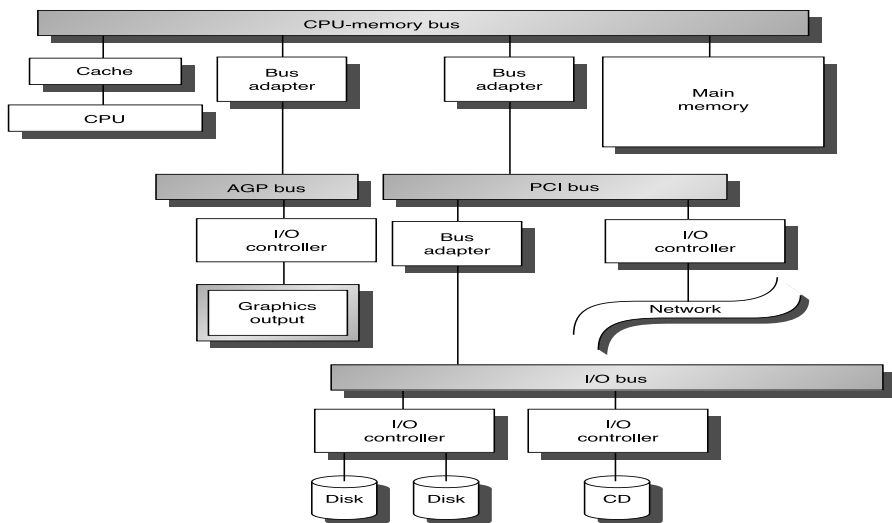 CPU-memory bus
Cache
Bus
adapter
Bus
adapter
Main
memory
CPU
AGP bus
PCI bus
I/O
controller
Bus
adapter
I/O
controller
Graphics
output
Network
I/O bus
I/O
controller
I/O
controller
Disk
Disk
CD